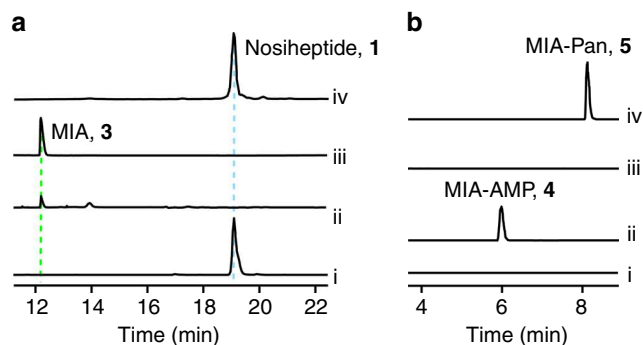 a
Nosiheptide, 1
iv
MIA, 3
iii
ii
i
12 14 16 18 20 22
Time (min)
b
MIA-Pan, 5
iv
iii
MIA-AMP, 4
ii
i
4 6 8
Time (min)